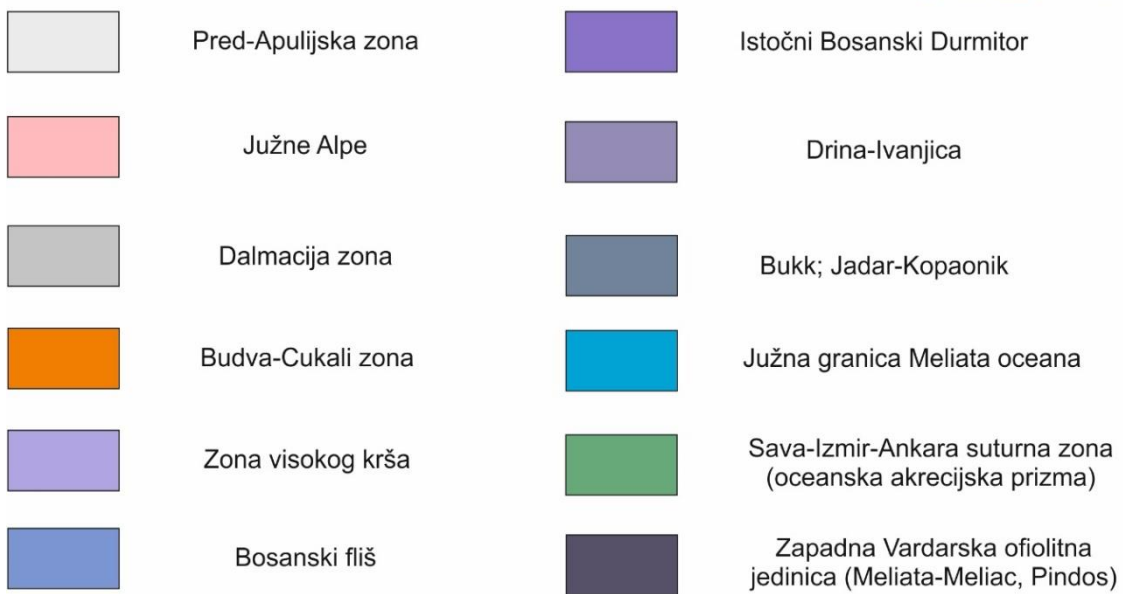 Pred-Apulijska zona
Južne Alpe
Dalmacija zona
Budva-Cukali zona
Zona visokog krša
Bosanski fliš
Istočni Bosanski Durmitor
Drina-Ivanjica
Bukk; Jadar-Kopaonik
Južna granica Meliata oceana
Sava-Izmir-Ankara suturna zona
(oceanska akrecijska prizma)
Zapadna Vardarska ofiolitna
jedinica (Meliata-Meliac, Pindos)